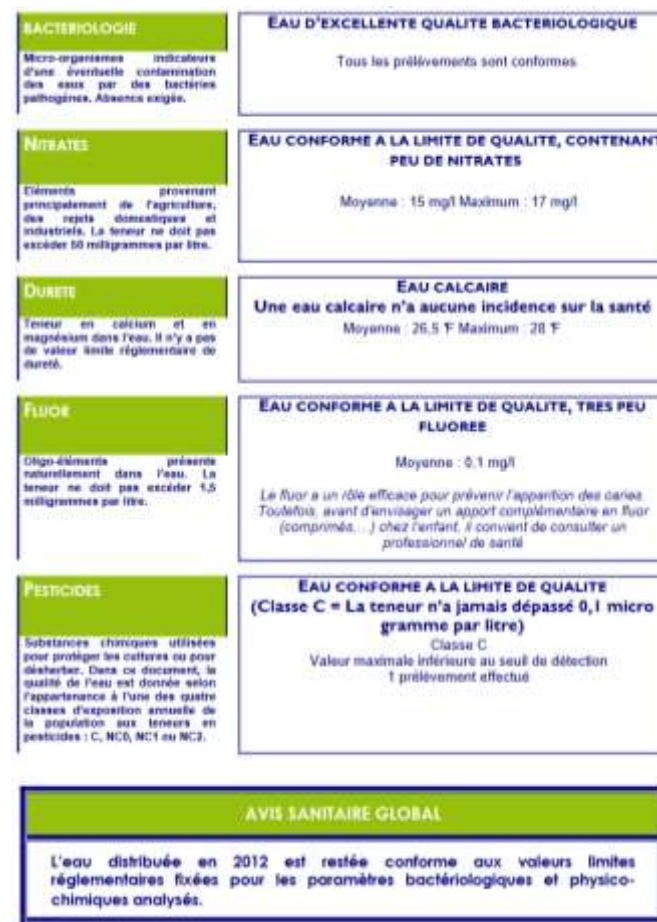 BACTERIOLOGIE
Micro-organismes indicateurs
d'une éventuelle contamination
des eaux par des bactéries
pathogènes. Absence exigée.
EAU D'EXCELLENTE QUALITE BACTERIOLOGIQUE
Tous les prélèvements sont conformes
NITRATES
Eléments provenant
principalement de l'agriculture,
des rejets domestiques et
industriels. La teneur ne doit pas
excéder 50 milligrammes par litre.
EAU CONFORME A LA LIMITE DE QUALITE, CONTENANT
PEU DE NITRATES
Moyenne : 15 mg/l Maximum : 17 mg/l
DURETE
Teneur en calcium et en
magnésium dans l'eau. Il n'y a pas
de valeur limite réglementaire de
dureté.
EAU CALCAIRE
Une eau calcaire n'a aucune incidence sur la santé
Moyenne : 26,5 °F Maximum : 28 °F
FLUOR
Oligo-éléments présents
naturellement dans l'eau. La
teneur ne doit pas excéder 1,5
milligrammes par litre.
EAU CONFORME A LA LIMITE DE QUALITE, TRES PEU
FLUOREE
Moyenne : 0,1 mg/l
Le fluor a un rôle efficace pour prévenir l'apparition des caries.
Toutefois, avant d'envisager un apport complémentaire en fluor
(comprimés,...) chez l'enfant, il convient de consulter un
professionnel de santé
PESTICIDES
Substances chimiques utilisées
pour protéger les cultures ou pour
désherber. Dans ce document, la
qualité de l'eau est donnée selon
l'appartenance à l'une des quatre
classes d'exposition annuelle de
la population aux teneurs en
pesticides : C, NC0, NC1 ou NC2.
EAU CONFORME A LA LIMITE DE QUALITE
(Classe C = La teneur n'a jamais dépassé 0,1 micro
gramme par litre)
Classe C
Valeur maximale inférieure au seuil de détection
1 prélèvement effectué
AVIS SANITAIRE GLOBAL
L'eau distribuée en 2012 est restée conforme aux valeurs limites
réglementaires fixées pour les paramètres bactériologiques et physico-
chimiques analysés.